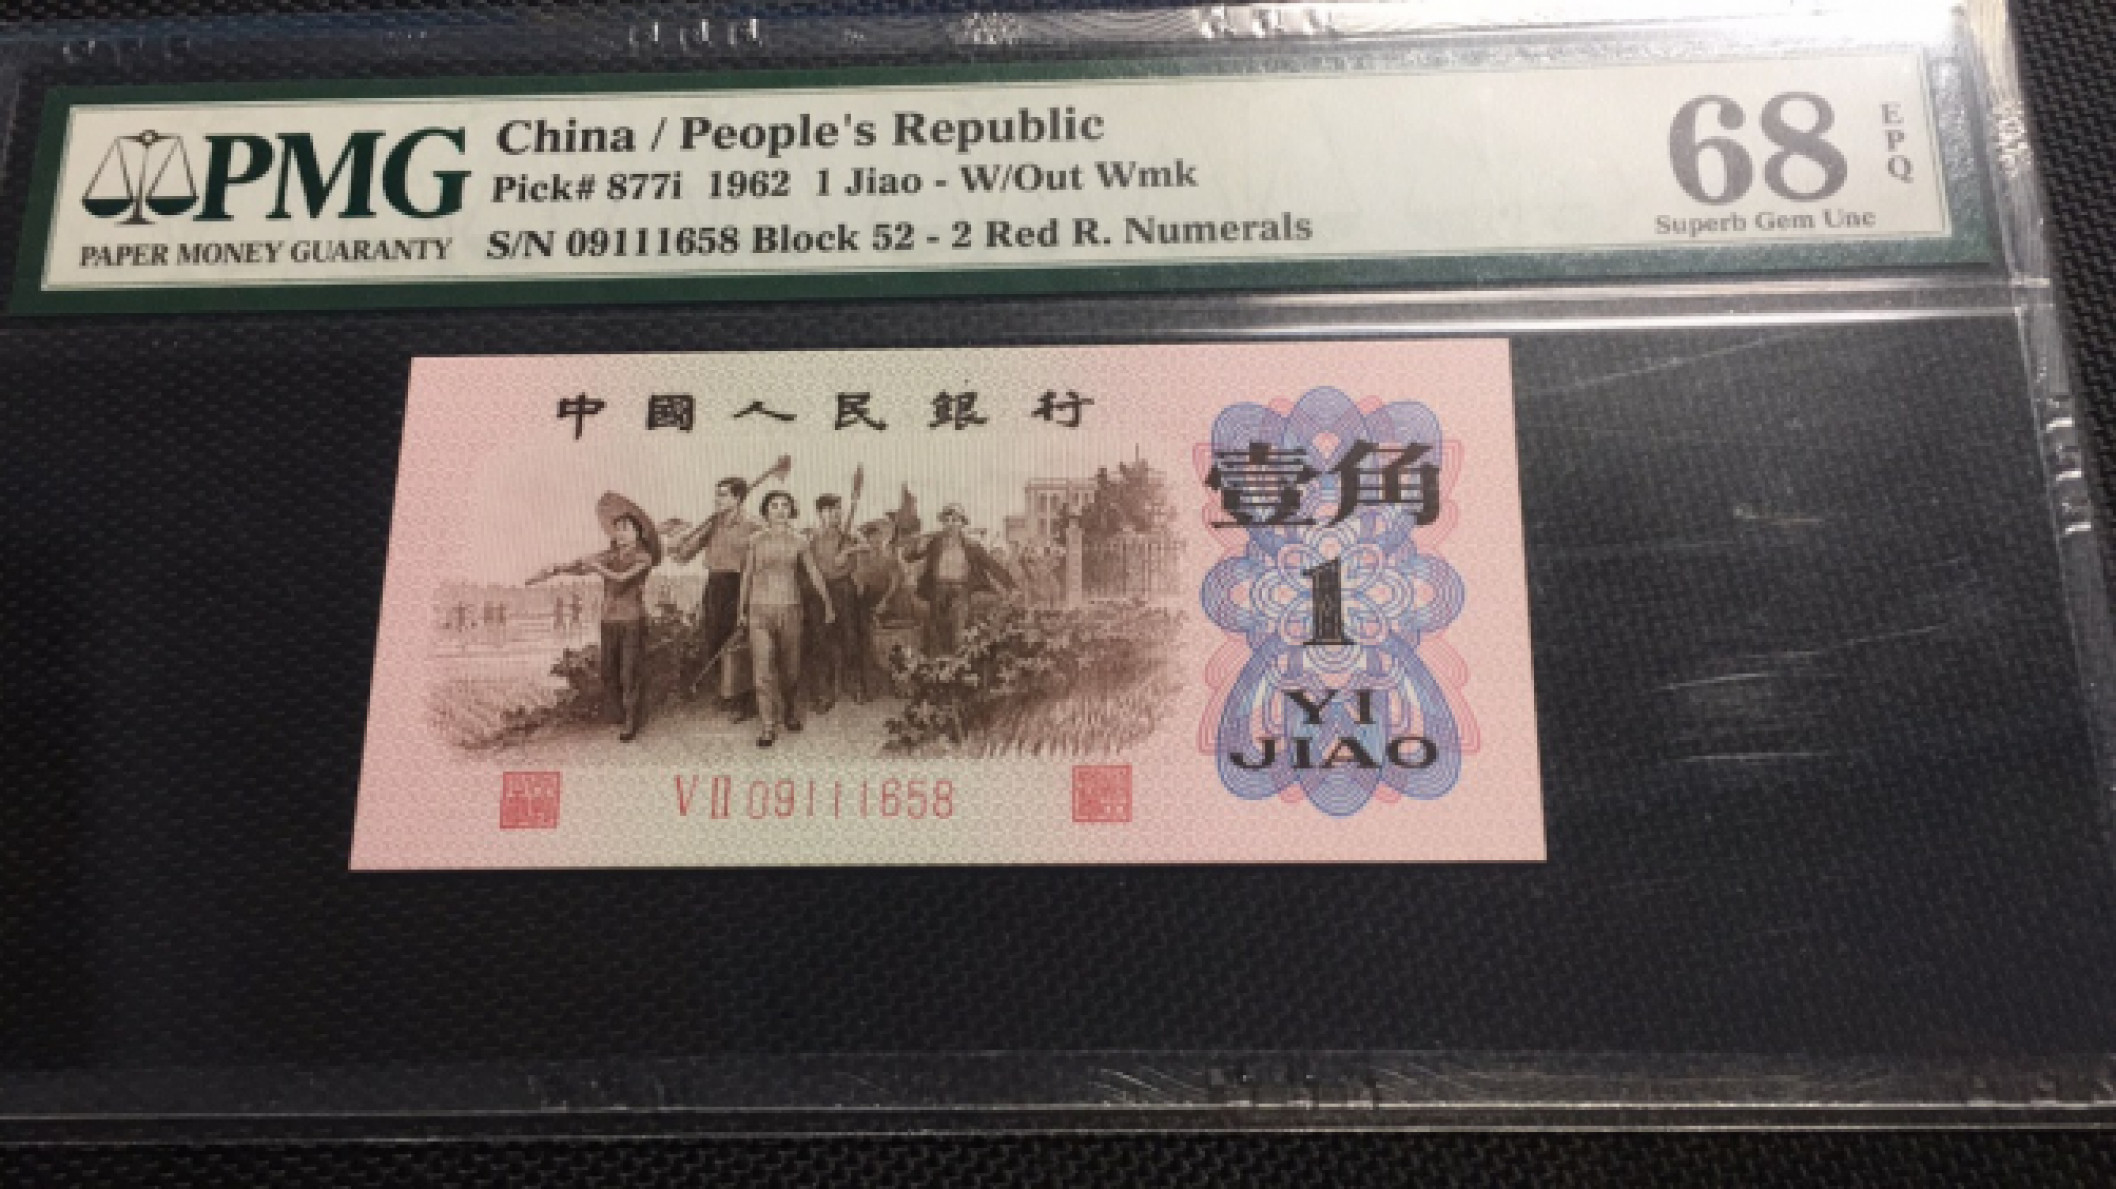 PMG
PAPER MONEY GUARANTY
China / People's Republic
Pick# 877i 1962 1 Jiao - W/Out Wmk
S/N 09111658 Block 52 - 2 Red R. Numerals
68
EPQ
Superb Gem Unc
中國人民銀行
壹角
1
YI
JIAO
VII 09111658